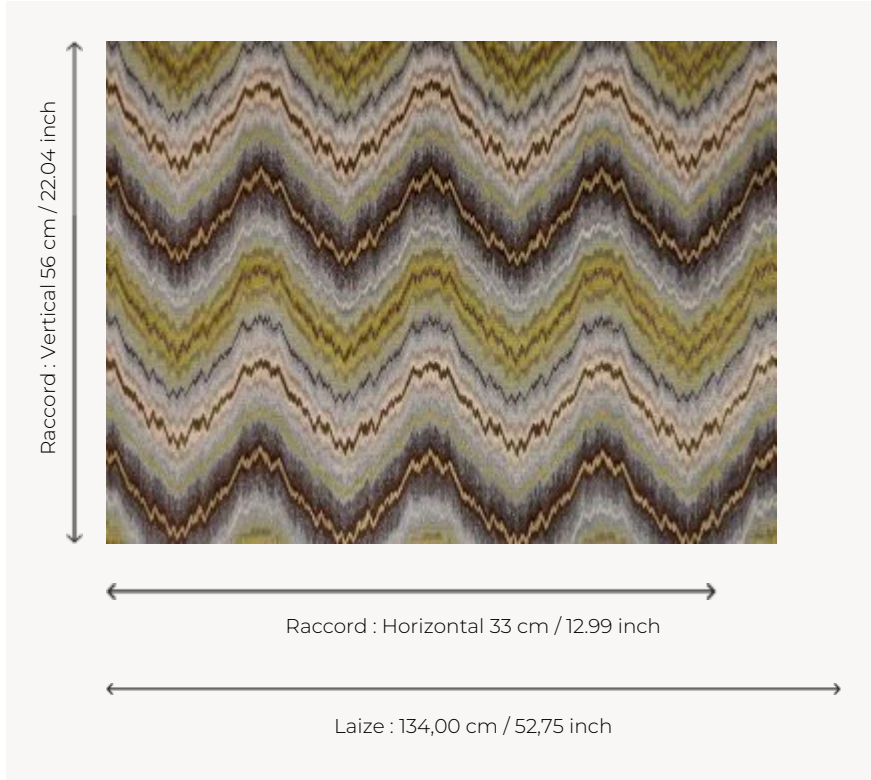 Raccord : Vertical 56 cm / 22.04 inch
Raccord : Horizontal 33 cm / 12.99 inch
Laize : 134,00 cm / 52,75 inch